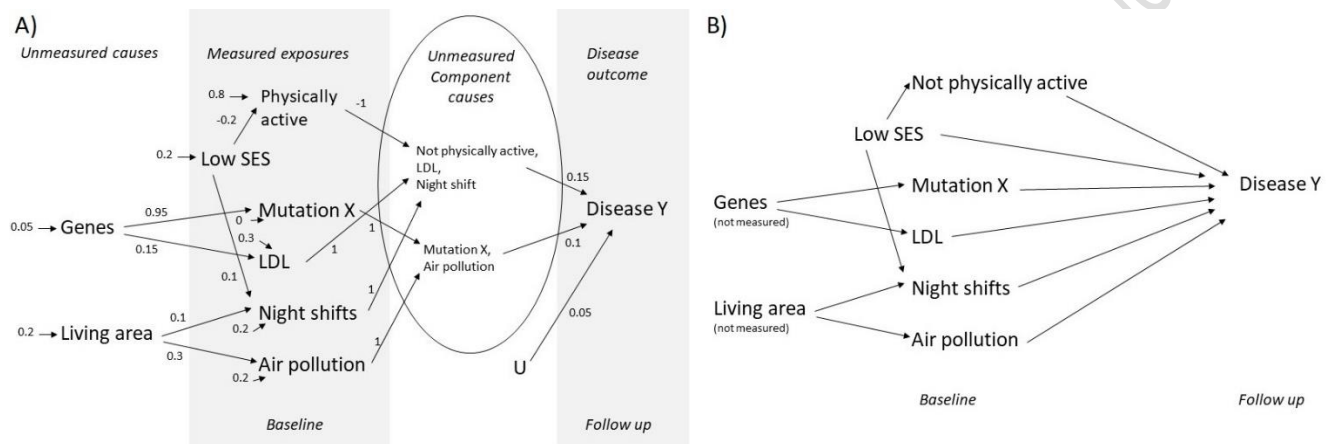 A)
Unmeasured causes
Measured exposures
Unmeasured
Component
causes
Disease
outcome
0.8
Physically
active
-1
-0.2
0.2
Low SES
Not physically active,
LDL,
Night shift
0.15
0.05
Genes
0.95
Mutation X
0
1
Disease Y
0.15
0.3
LDL
1
Mutation X,
Air pollution
0.1
0.1
0.2
Living area
0.1
Night shifts
0.2
1
0.05
0.3
Air pollution
0.2
1
U
Baseline
Follow up
B)
Not physically active
Low SES
Mutation X
Disease Y
Genes
(not measured)
LDL
Night shifts
Living area
(not measured)
Air pollution
Baseline
Follow up